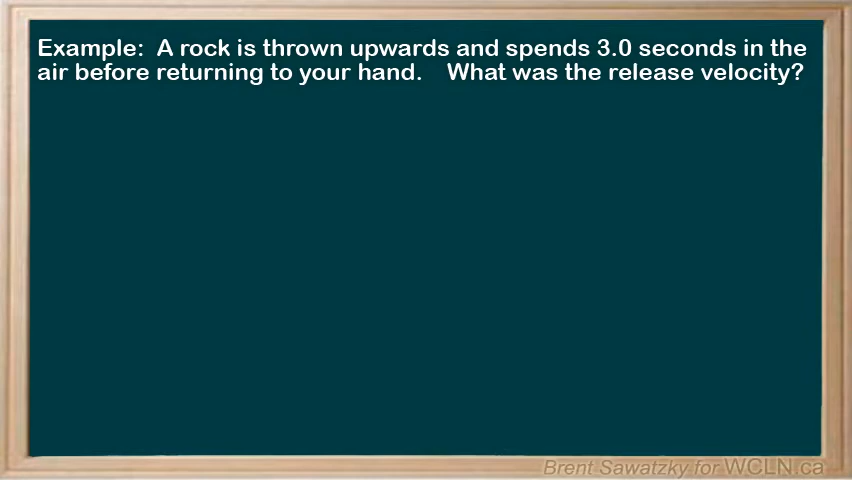 Example:  A rock is thrown upwards and spends 3.0 seconds in the
air before returning to your hand.    What was the release velocity?
Brent Sawatzky for WCLN.ca